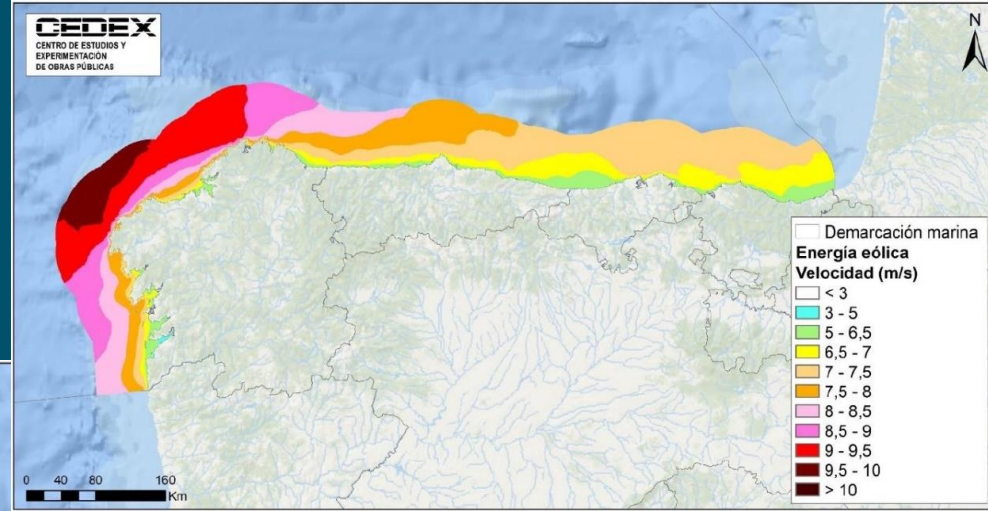 CEDEX
CENTRO DE ESTUDIOS Y
EXPERIMENTACIÓN
DE OBRAS PÚBLICAS
N
Demarcación marina
Energía eólica
Velocidad (m/s)
< 3
3 - 5
5 - 6,5
6,5 - 7
7 - 7,5
7,5 - 8
8 - 8,5
8,5 - 9
9 - 9,5
9,5 - 10
> 10
0 40 80 160
Km